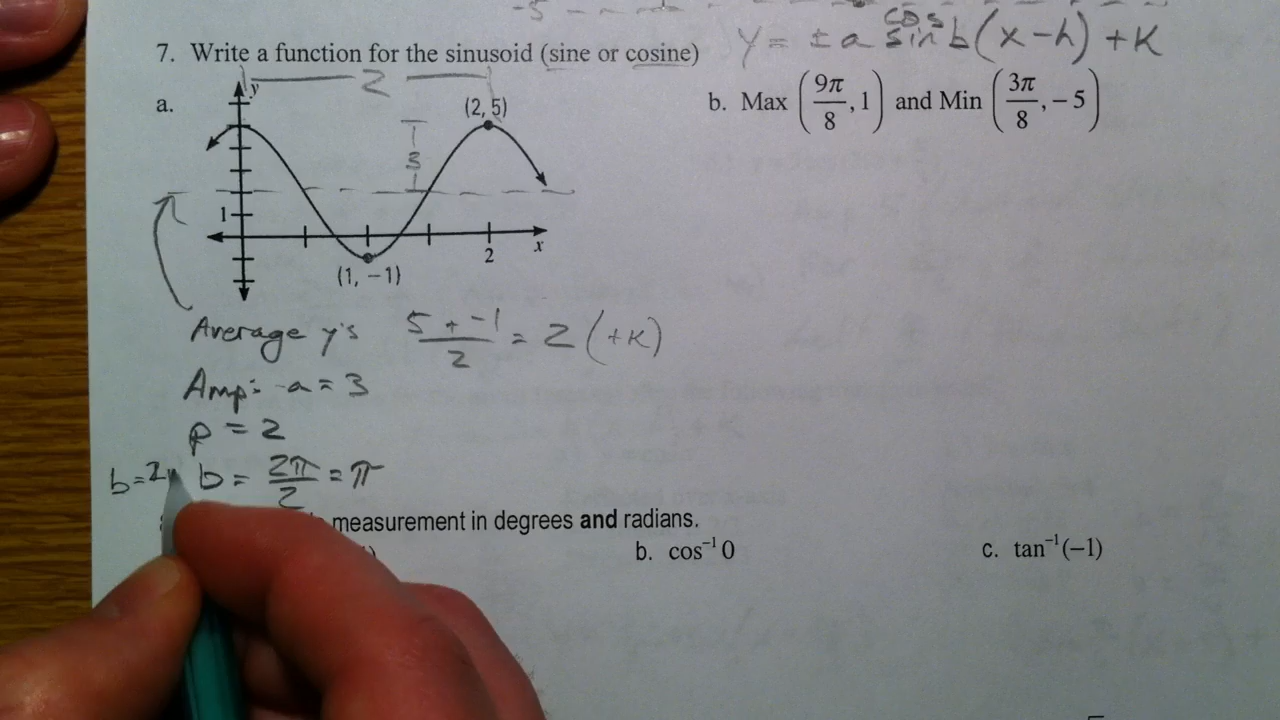 -5
y = ± a sin b(x-h) + K
cos
7. Write a function for the sinusoid (sine or cosine)
2
a.
y
(2, 5)
b. Max (9π/8, 1) and Min (3π/8, -5)
3
1
2
x
(1, -1)
Average y's 5 + -1 / 2 = 2 (+K)
Amp: a = 3
P = 2
b = 2π/2 = π
b =
measurement in degrees and radians.
b. cos⁻¹ 0
c. tan⁻¹(-1)